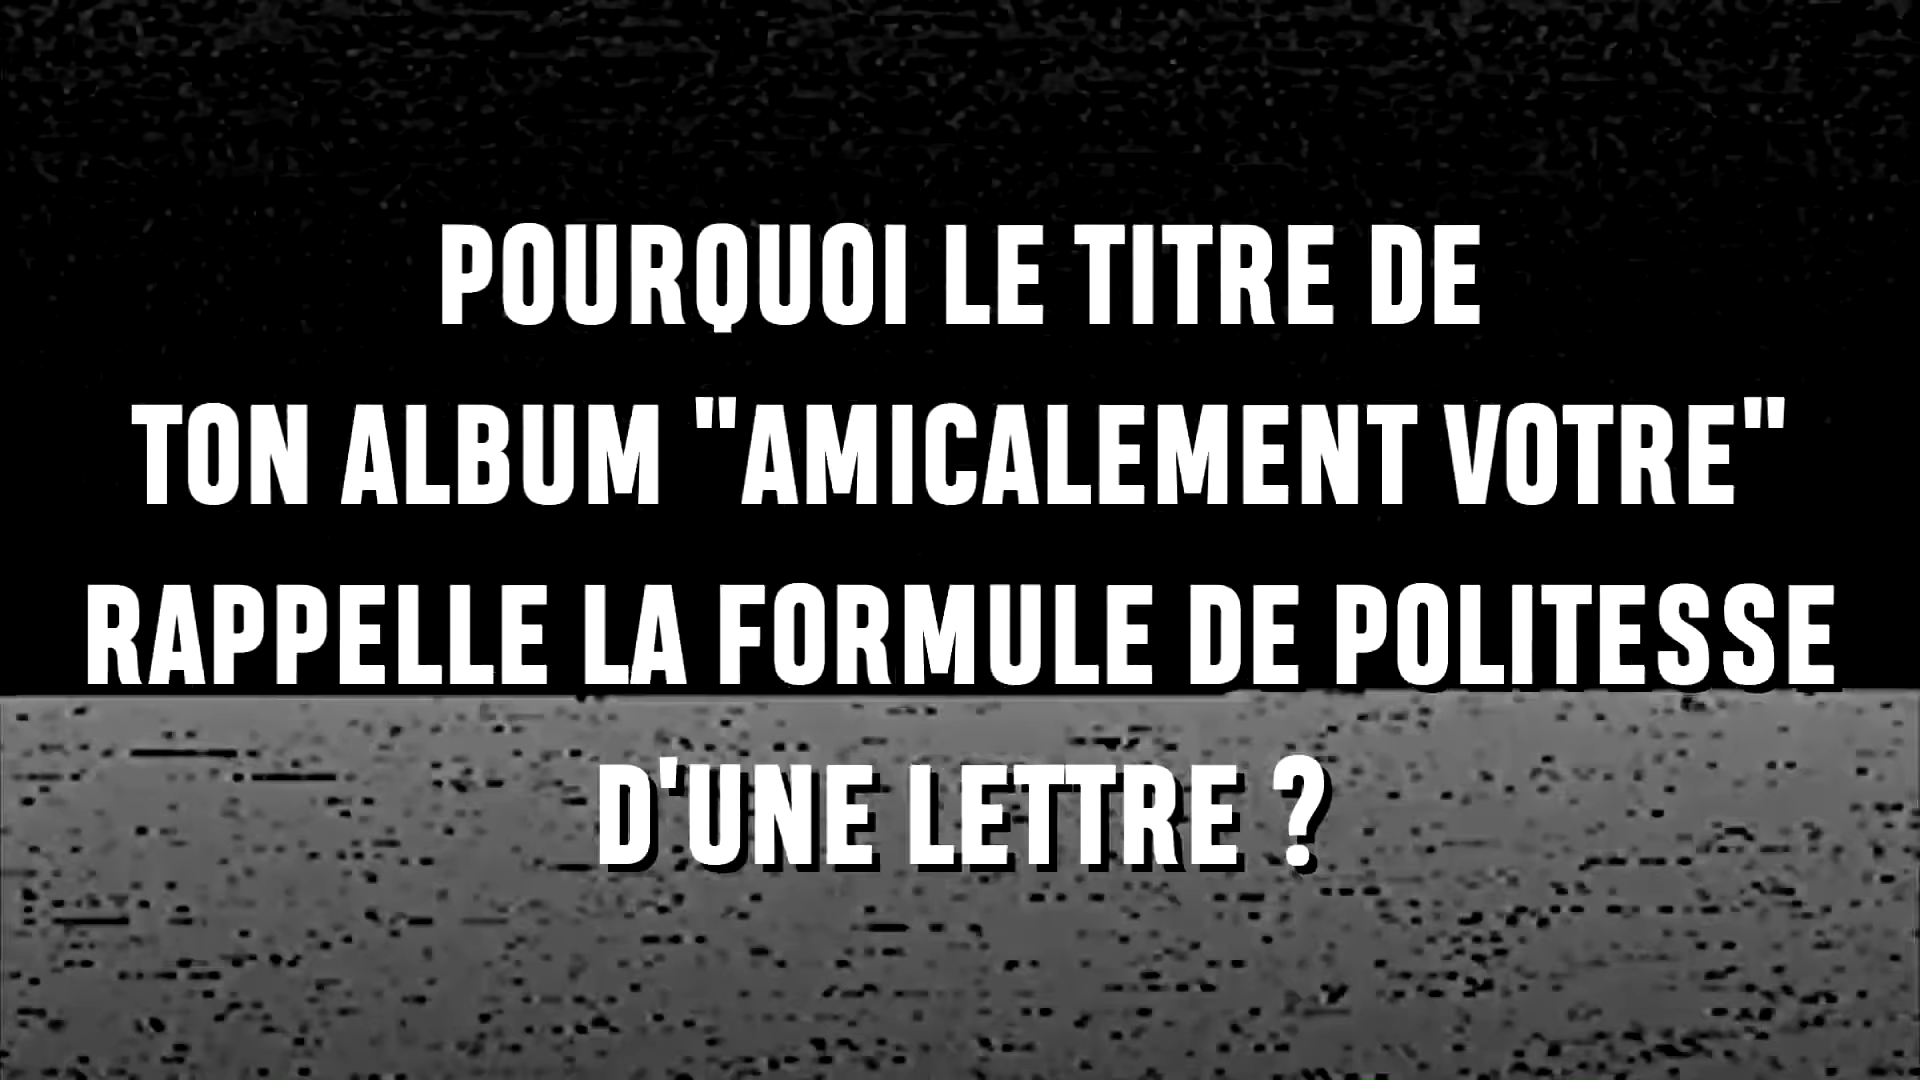 POURQUOI LE TITRE DE
TON ALBUM "AMICALEMENT VOTRE"
RAPPELLE LA FORMULE DE POLITESSE
D'UNE LETTRE ?